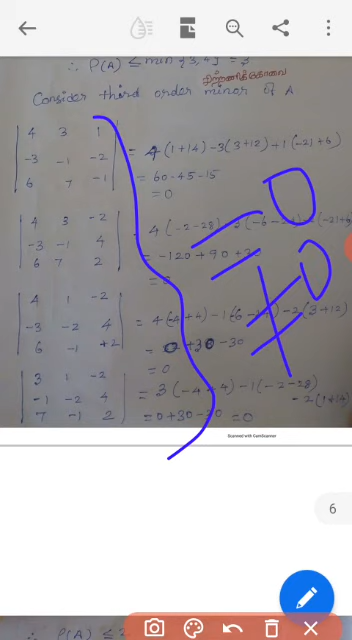 ∴ ρ(A) ≤ min {3,4} = 3
சிற்றணிக்கோவை
Consider third order minor of A
| 4 3 1 |
| -3 -1 -2 | = 4(1+14) -3(3+12) +1(-21+6)
| 6 7 -1 | = 60-45-15
= 0
| 4 3 -2 |
| -3 -1 4 | = 4(-2-28)
| 6 7 2 | = -120+90+30
= 0
| 4 1 -2 |
| -3 -2 4 | = 4(-4+4) -1(-6 -2(3+12)
| 6 -1 +2 | = +30-30
= 0
| 3 1 -2 |
| -1 -2 4 | = 3(-4+4) -1(-2-28) -2(1+14)
| 7 -1 2 | = 0+30-30 = 0
= 0
≠ 0
Scanned with CamScanner
6
∴ ρ(A) ≤ 2